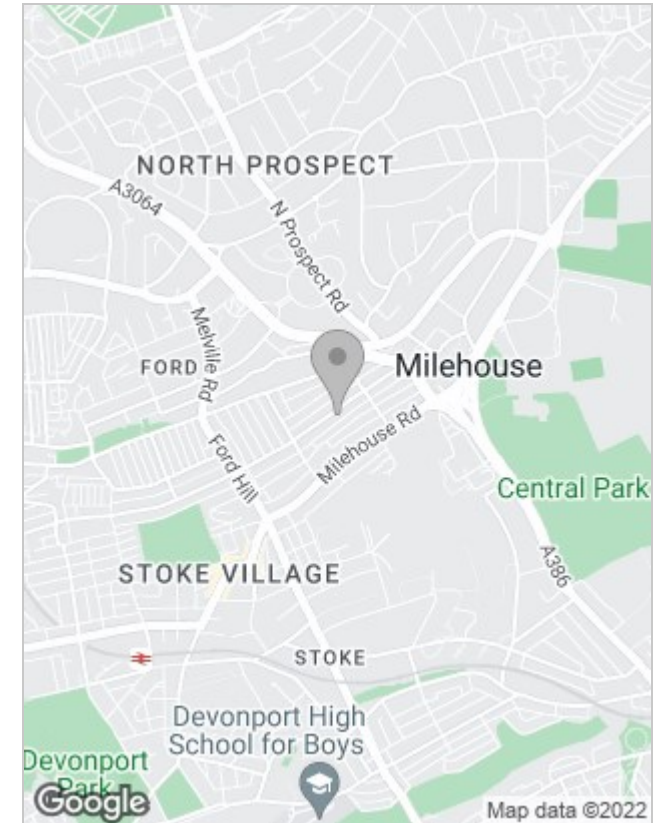 NORTH PROSPECT
A3064
N Prospect Rd
Melville Rd
FORD
Milehouse
Milehouse Rd
Ford Hill
Central Park
A386
STOKE VILLAGE
STOKE
Devonport High
School for Boys
Devonport
Park
Google
Map data ©2022